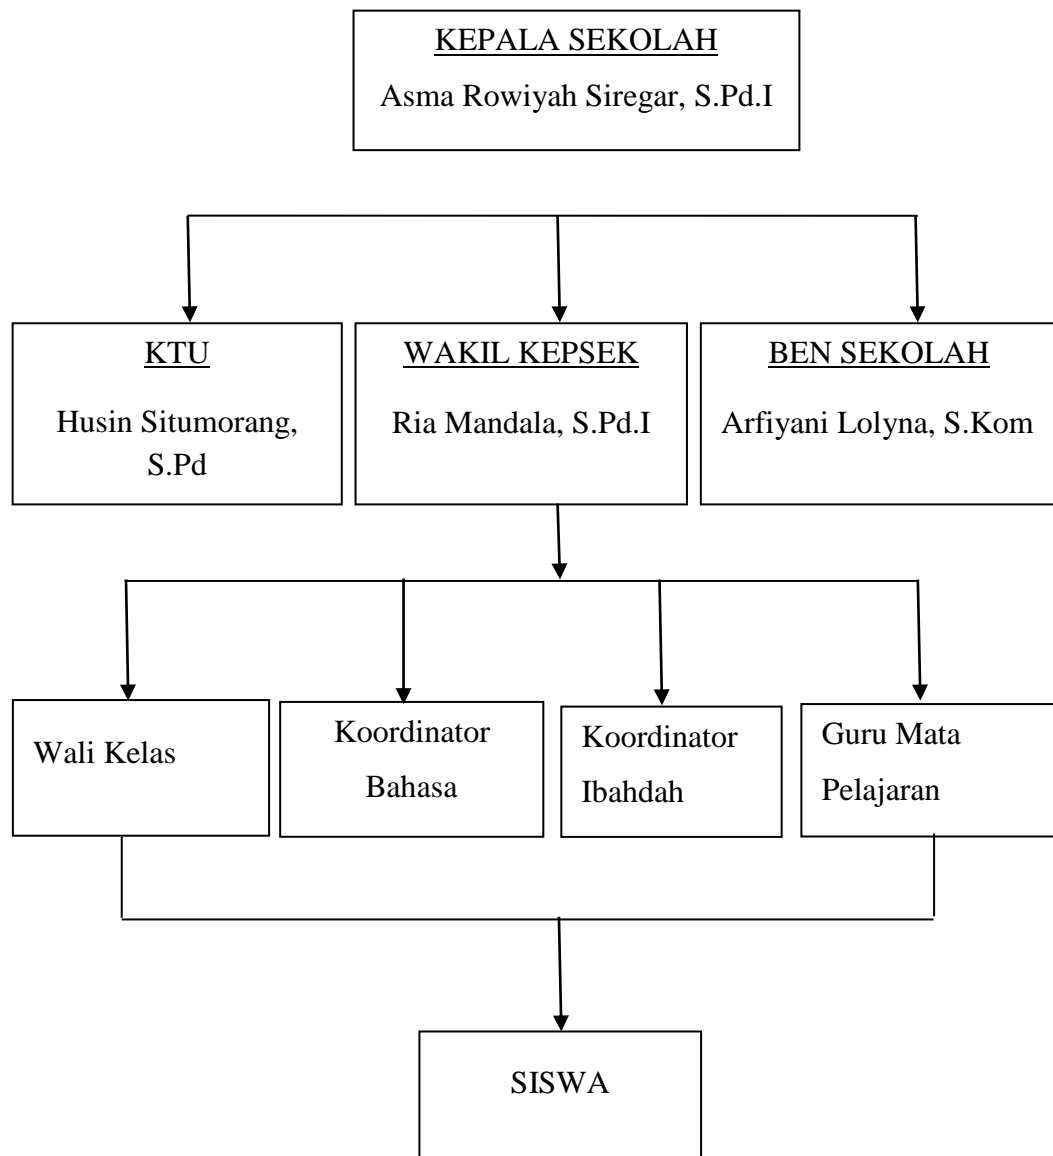 KEPALA SEKOLAH
Asma Rowiyah Siregar, S.Pd.I
KTU
Husin Situmorang,
S.Pd
WAKIL KEPSEK
Ria Mandala, S.Pd.I
BEN SEKOLAH
Arfiyani Lolyna, S.Kom
Wali Kelas
Koordinator
Bahasa
Koordinator
Ibahdah
Guru Mata
Pelajaran
SISWA